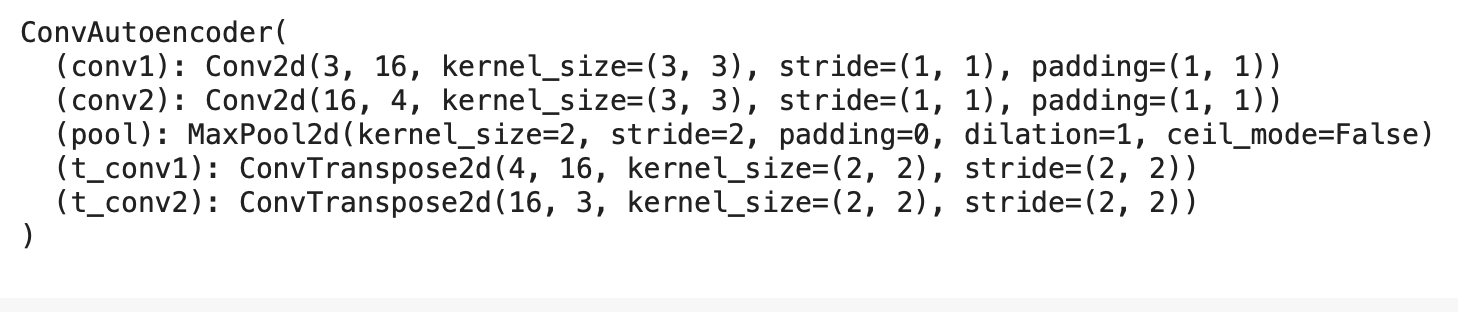 ConvAutoencoder(
  (conv1): Conv2d(3, 16, kernel_size=(3, 3), stride=(1, 1), padding=(1, 1))
  (conv2): Conv2d(16, 4, kernel_size=(3, 3), stride=(1, 1), padding=(1, 1))
  (pool): MaxPool2d(kernel_size=2, stride=2, padding=0, dilation=1, ceil_mode=False)
  (t_conv1): ConvTranspose2d(4, 16, kernel_size=(2, 2), stride=(2, 2))
  (t_conv2): ConvTranspose2d(16, 3, kernel_size=(2, 2), stride=(2, 2))
)